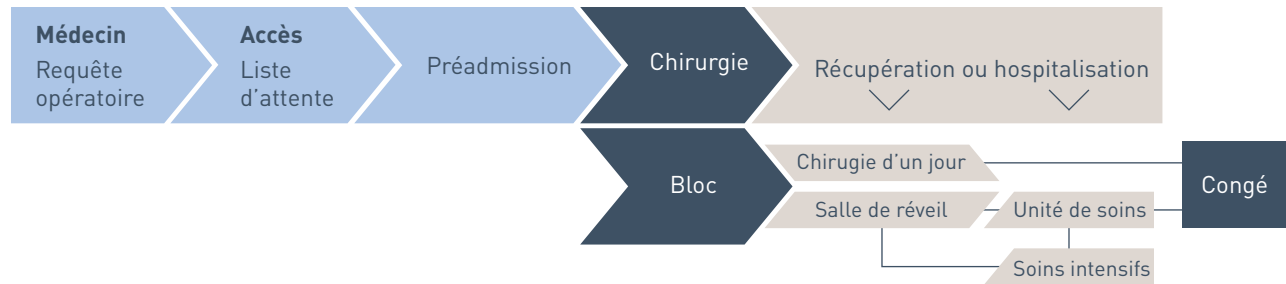 Médecin
Requête
opératoire
Accès
Liste
d'attente
Préadmission
Chirurgie
Récupération ou hospitalisation
Bloc
Chirugie d’un jour
Salle de réveil
Unité de soins
Soins intensifs
Congé